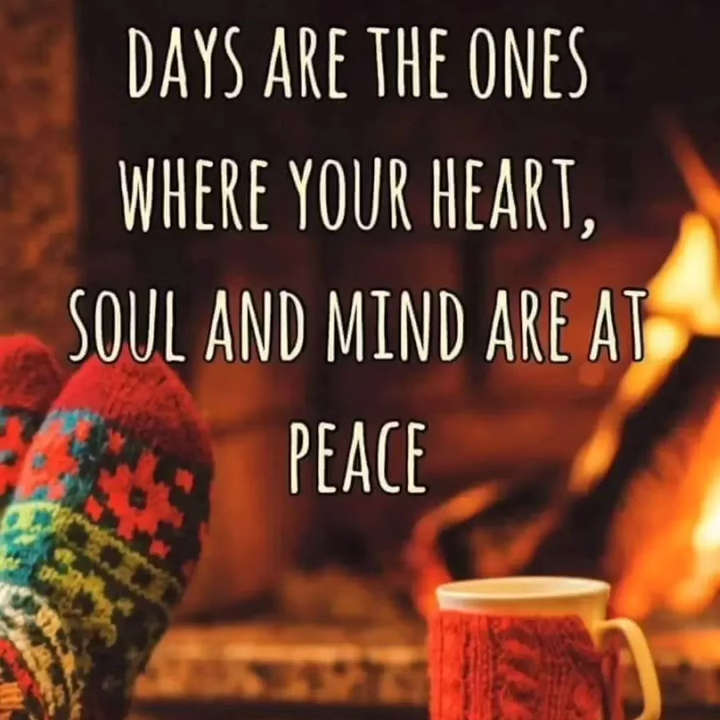 DAYS ARE THE ONES
WHERE YOUR HEART,
SOUL AND MIND ARE AT
PEACE